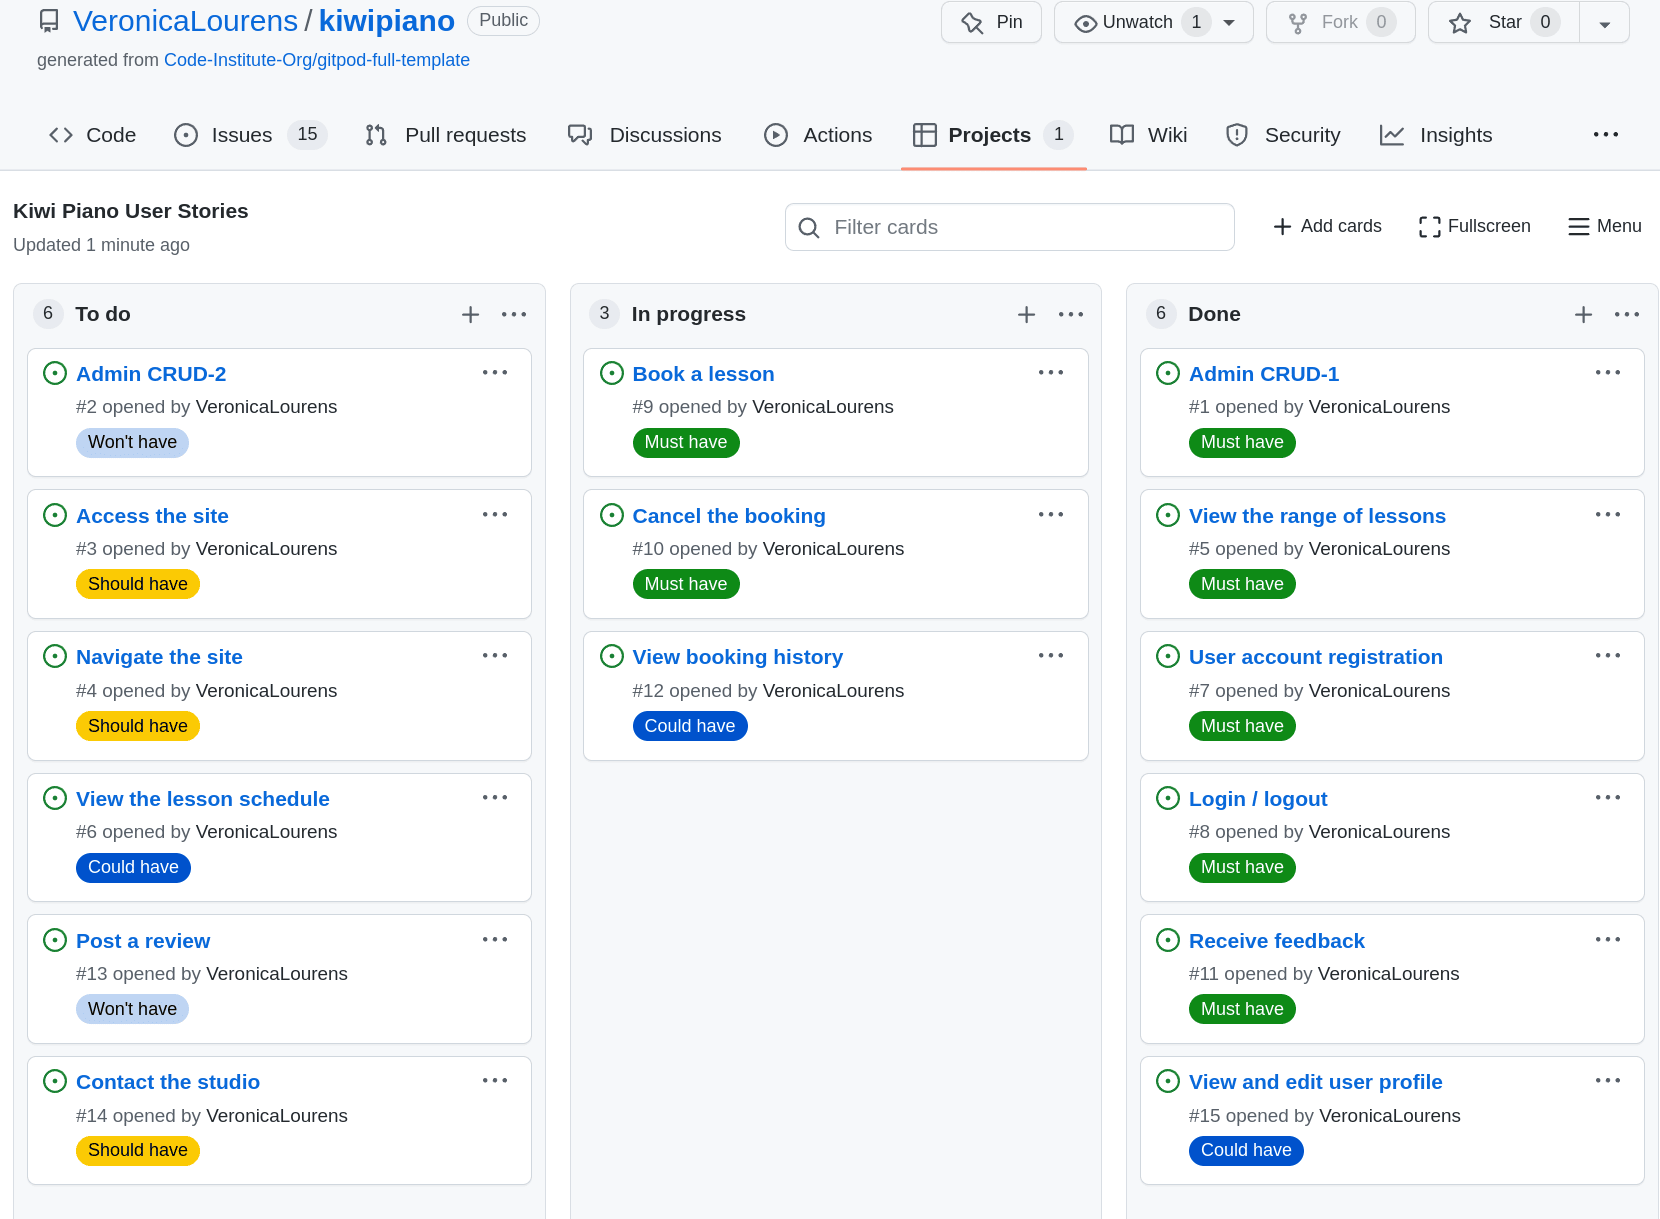 VeronicaLourens / kiwipiano Public
Pin
Unwatch 1
Fork 0
Star 0
generated from Code-Institute-Org/gitpod-full-template
Code
Issues 15
Pull requests
Discussions
Actions
Projects 1
Wiki
Security
Insights
Kiwi Piano User Stories
Updated 1 minute ago
Filter cards
Add cards
Fullscreen
Menu
6 To do
Admin CRUD-2
#2 opened by VeronicaLourens
Won't have
Access the site
#3 opened by VeronicaLourens
Should have
Navigate the site
#4 opened by VeronicaLourens
Should have
View the lesson schedule
#6 opened by VeronicaLourens
Could have
Post a review
#13 opened by VeronicaLourens
Won't have
Contact the studio
#14 opened by VeronicaLourens
Should have
3 In progress
Book a lesson
#9 opened by VeronicaLourens
Must have
Cancel the booking
#10 opened by VeronicaLourens
Must have
View booking history
#12 opened by VeronicaLourens
Could have
6 Done
Admin CRUD-1
#1 opened by VeronicaLourens
Must have
View the range of lessons
#5 opened by VeronicaLourens
Must have
User account registration
#7 opened by VeronicaLourens
Must have
Login / logout
#8 opened by VeronicaLourens
Must have
Receive feedback
#11 opened by VeronicaLourens
Must have
View and edit user profile
#15 opened by VeronicaLourens
Could have